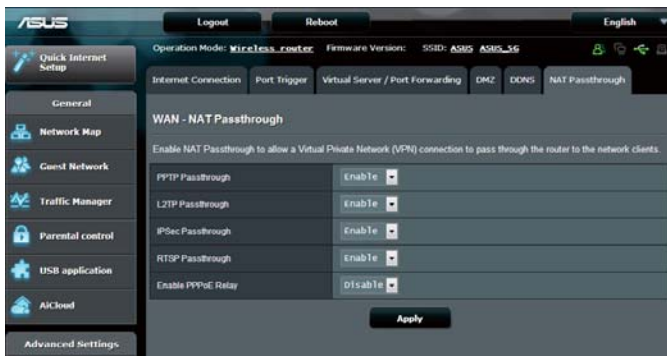 ASUS
Logout
Reboot
English
Operation Mode: Wireless router Firmware Version: SSID: ASUS ASUS_5G
Quick Internet
Setup
Internet Connection
Port Trigger
Virtual Server / Port Forwarding
DMZ
DDNS
NAT Passthrough
General
Network Map
Guest Network
Traffic Manager
Parental control
USB application
AiCloud
Advanced Settings
WAN - NAT Passthrough
Enable NAT Passthrough to allow a Virtual Private Network (VPN) connection to pass through the router to the network clients.
PPTP Passthrough Enable
L2TP Passthrough Enable
IPSec Passthrough Enable
RTSP Passthrough Enable
Enable PPPoE Relay Disable
Apply